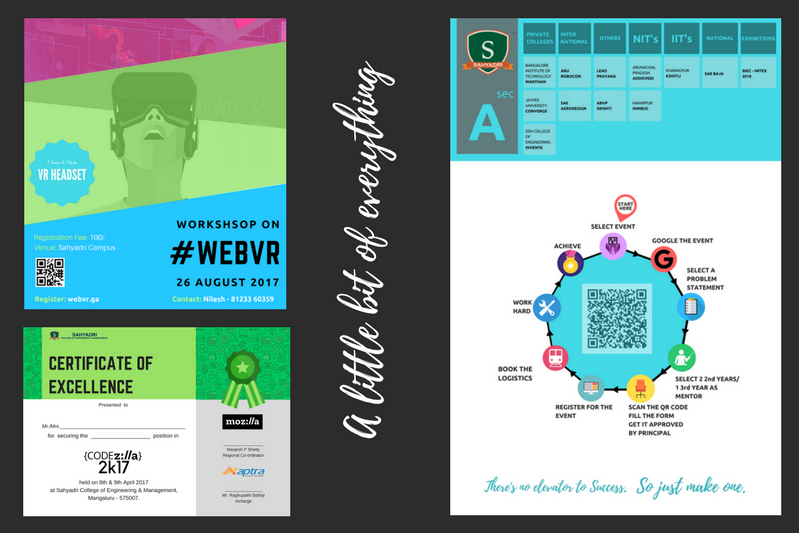 Chance to Win
VR HEADSET
WORKSHSOP ON
#WEBVR
26 AUGUST 2017
Registration Fee: 100/-
Venue: Sahyadri Campus
Register: webvr.ga
Contact: Nilesh - 81233 60359
SAHYADRI
CERTIFICATE OF
EXCELLENCE
Presented to
Mr./Mrs.
for securing the position in
{CODEz://a}
2k17
held on 8th & 9th April 2017
at Sahyadri College of Engineering & Management,
Mangaluru - 575007.
moz://a
Manjesh P Shetty
Regional Co-ordinator
aptra
Mr. Raghupathi Siddoji
Incharge
A little bit of everything
S
SAHYADRI
A sec
PRIVATE COLLEGES
INTER NATIONAL
OTHERS
NIT's
IIT's
NATIONAL
EXHIBITIONS
BANGALORE INSTITUTE OF TECHNOLOGY MANTHAN
ABU ROBOCON
LEAD PRAYANA
ARUNACHAL PRADESH ADDOVEDI
KHARAGPUR KSHITIJ
SAE BAJA
BIEC - IMTEX 2018
JAYPEE UNIVERSITY CONVERGE
SAE AERODESIGN
ABVP SRISHTI
HAMIRPUR NIMBUS
SDH COLLEGE OF ENGINEERING INVENTE
START
HERE
SELECT EVENT
GOOGLE THE EVENT
SELECT A
PROBLEM
STATEMENT
SELECT 2 2nd YEARS/
1 3rd YEAR AS
MENTOR
SCAN THE QR CODE
FILL THE FORM
GET IT APPROVED
BY PRINCIPAL
REGISTER FOR THE
EVENT
BOOK THE
LOGISTICS
WORK
HARD
ACHIEVE
There's no elevator to Success. So just make one.